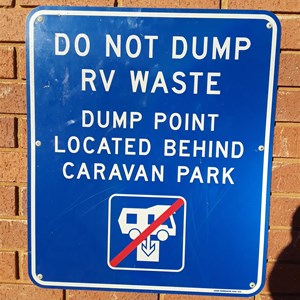 DO NOT DUMP
RV WASTE
DUMP POINT
LOCATED BEHIND
CARAVAN PARK